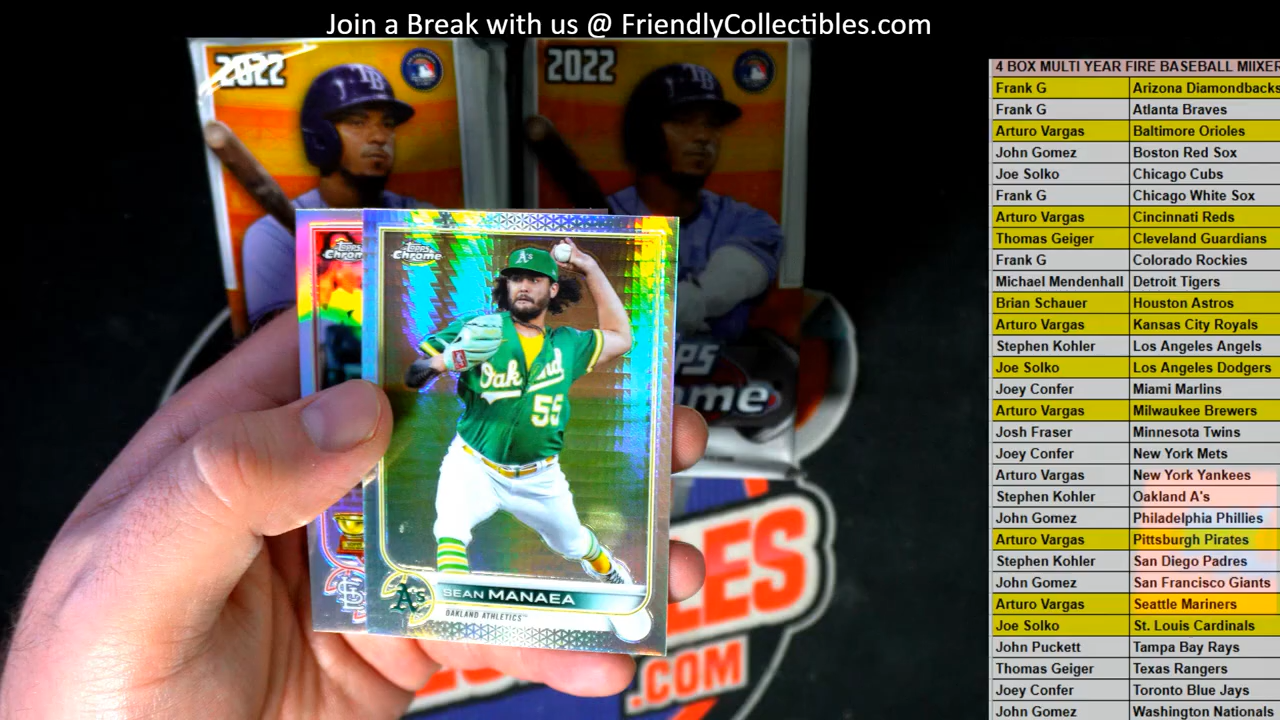 Join a Break with us @ FriendlyCollectibles.com
2022
2022
TB
Topps
Chrome
A's
Oakland
55
SEAN MANAEA
OAKLAND ATHLETICS™
A's
.COM
4 BOX MULTI YEAR FIRE BASEBALL MIIXER
Frank G Arizona Diamondbacks
Frank G Atlanta Braves
Arturo Vargas Baltimore Orioles
John Gomez Boston Red Sox
Joe Solko Chicago Cubs
Frank G Chicago White Sox
Arturo Vargas Cincinnati Reds
Thomas Geiger Cleveland Guardians
Frank G Colorado Rockies
Michael Mendenhall Detroit Tigers
Brian Schauer Houston Astros
Arturo Vargas Kansas City Royals
Stephen Kohler Los Angeles Angels
Joe Solko Los Angeles Dodgers
Joey Confer Miami Marlins
Arturo Vargas Milwaukee Brewers
Josh Fraser Minnesota Twins
Joey Confer New York Mets
Arturo Vargas New York Yankees
Stephen Kohler Oakland A's
John Gomez Philadelphia Phillies
Arturo Vargas Pittsburgh Pirates
Stephen Kohler San Diego Padres
John Gomez San Francisco Giants
Arturo Vargas Seattle Mariners
Joe Solko St. Louis Cardinals
John Puckett Tampa Bay Rays
Thomas Geiger Texas Rangers
Joey Confer Toronto Blue Jays
John Gomez Washington Nationals